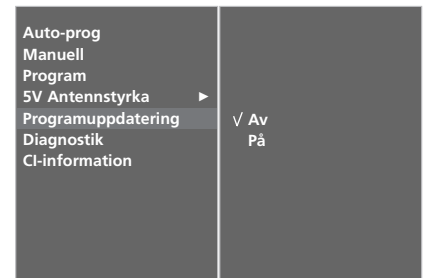 Auto-prog
Manuell
Program
5V Antennstyrka ►
Programuppdatering
Diagnostik
CI-information
√ Av
På